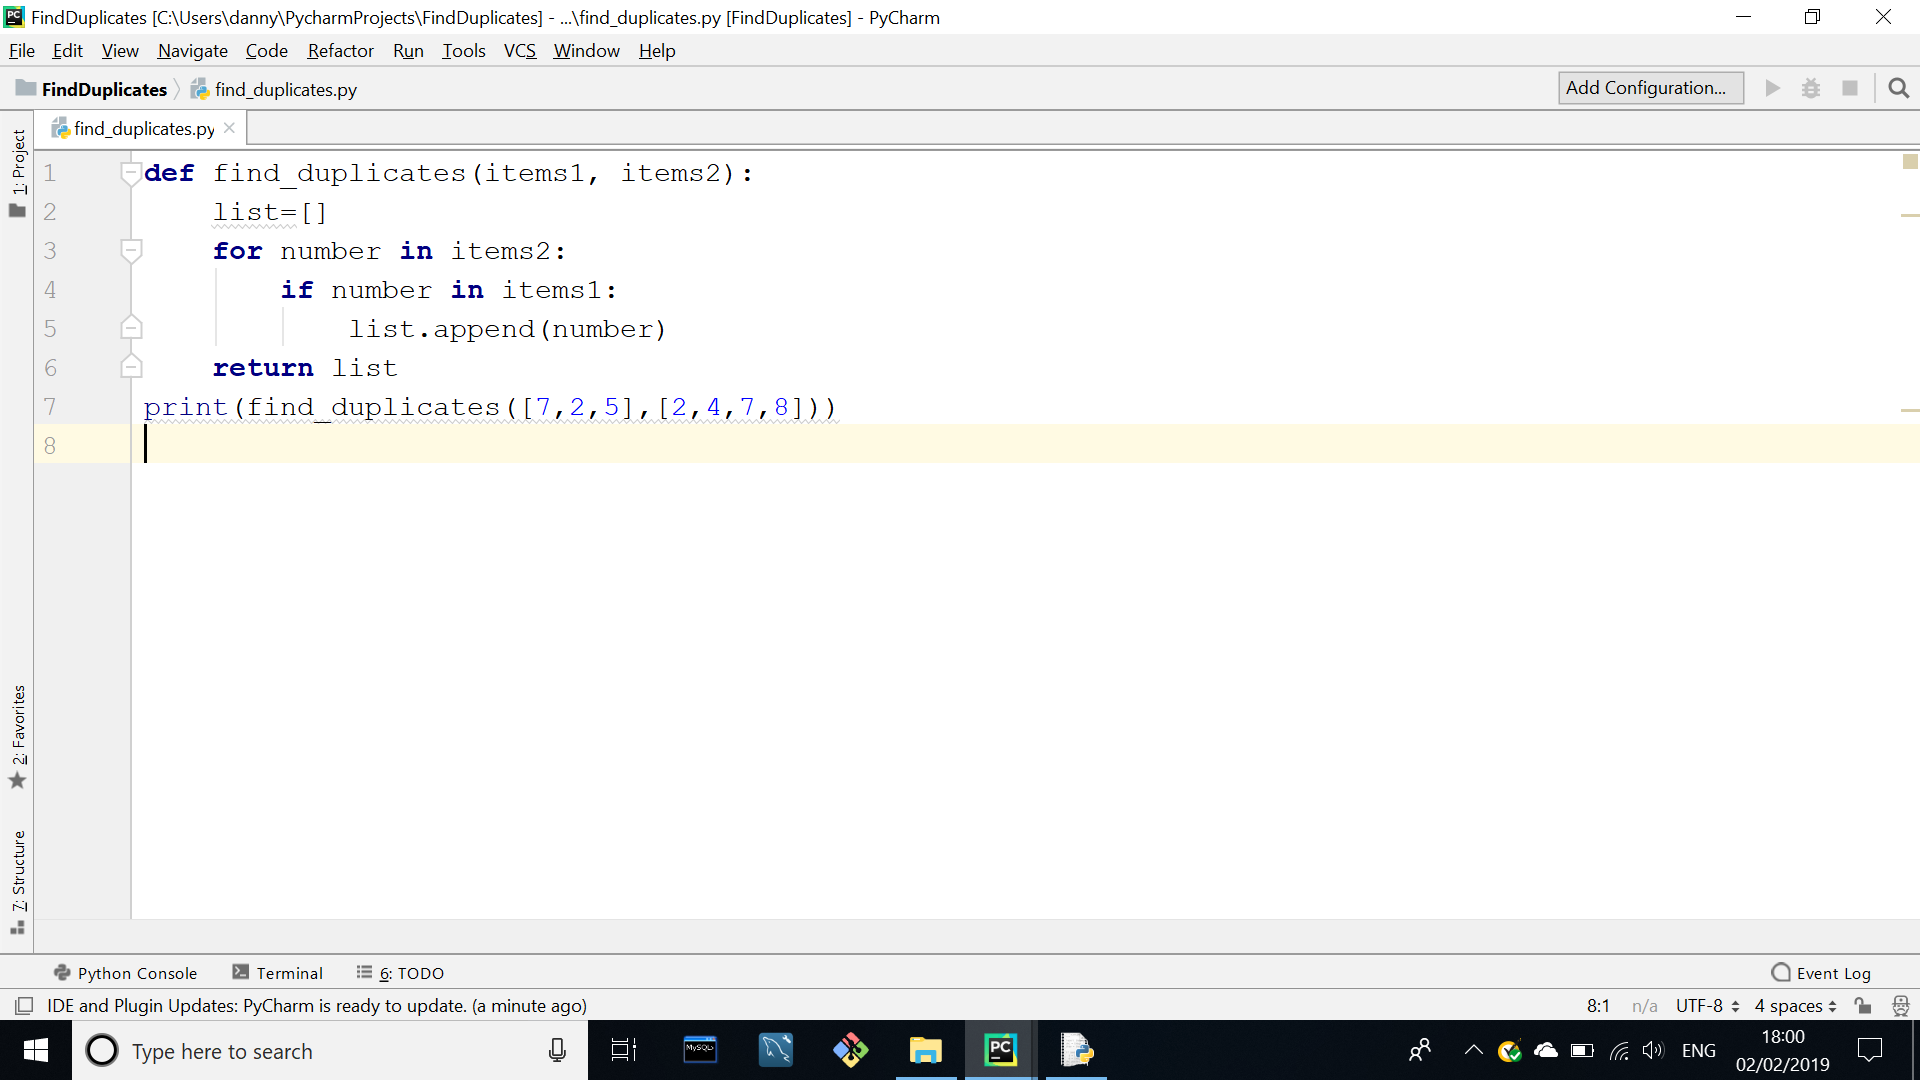 FindDuplicates [C:\Users\danny\PycharmProjects\FindDuplicates] - ...\find_duplicates.py [FindDuplicates] - PyCharm
File Edit View Navigate Code Refactor Run Tools VCS Window Help
FindDuplicates find_duplicates.py Add Configuration...
find_duplicates.py
1: Project
1 def find_duplicates(items1, items2):
2     list=[]
3     for number in items2:
4         if number in items1:
5             list.append(number)
6     return list
7 print(find_duplicates([7,2,5],[2,4,7,8]))
8
2: Favorites
7: Structure
Python Console Terminal 6: TODO Event Log
IDE and Plugin Updates: PyCharm is ready to update. (a minute ago) 8:1 n/a UTF-8 4 spaces
Type here to search MySQL PC ENG 18:00
02/02/2019